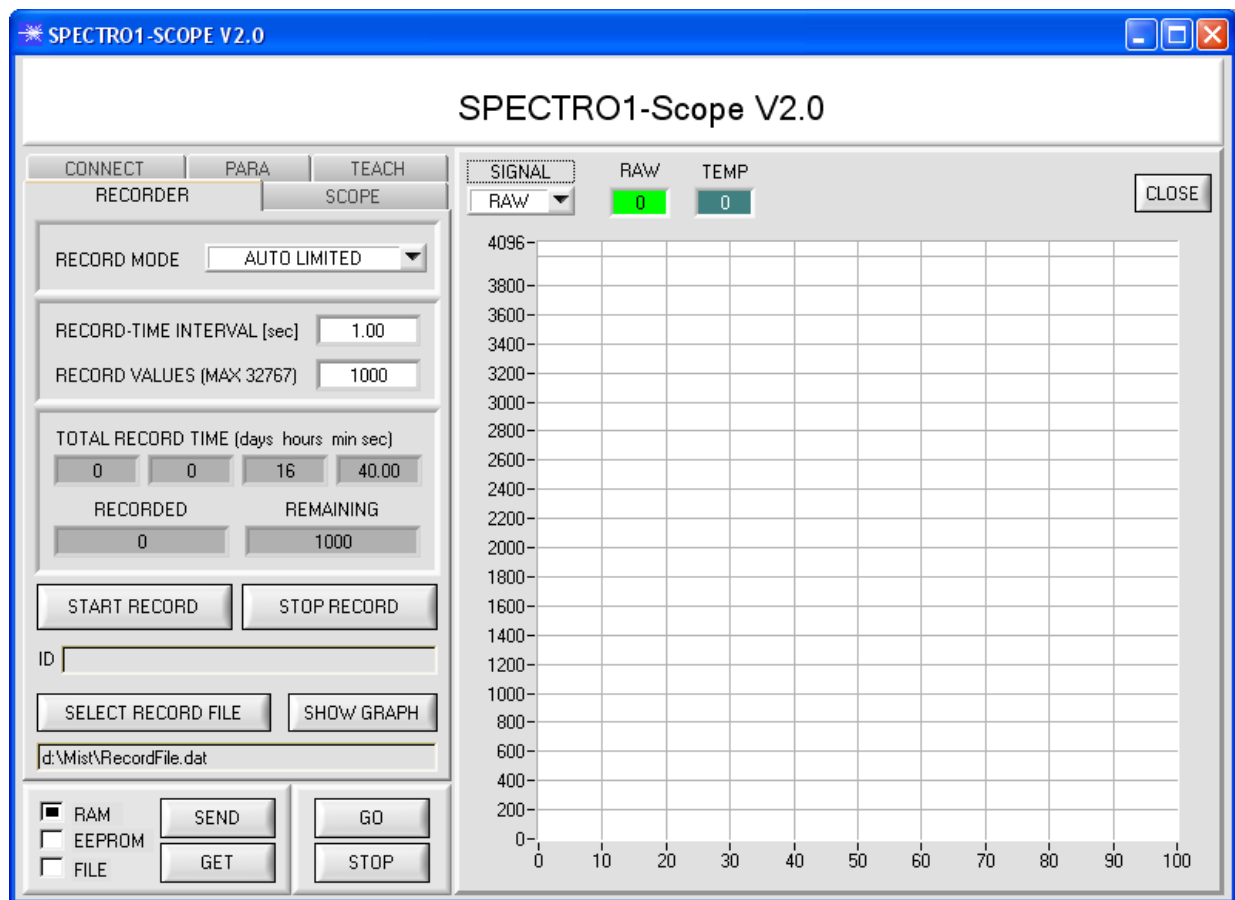 SPECTRO1-SCOPE V2.0
SPECTRO1-Scope V2.0
CONNECT PARA TEACH
RECORDER SCOPE
RECORD MODE AUTO LIMITED
RECORD-TIME INTERVAL [sec] 1.00
RECORD VALUES (MAX 32767) 1000
TOTAL RECORD TIME (days hours min sec)
0 0 16 40.00
RECORDED REMAINING
0 1000
START RECORD STOP RECORD
ID
SELECT RECORD FILE SHOW GRAPH
d:\Mist\RecordFile.dat
RAM
EEPROM
FILE
SEND
GET
GO
STOP
SIGNAL RAW TEMP
RAW 0 0
CLOSE
4096
3800
3600
3400
3200
3000
2800
2600
2400
2200
2000
1800
1600
1400
1200
1000
800
600
400
200
0
0 10 20 30 40 50 60 70 80 90 100